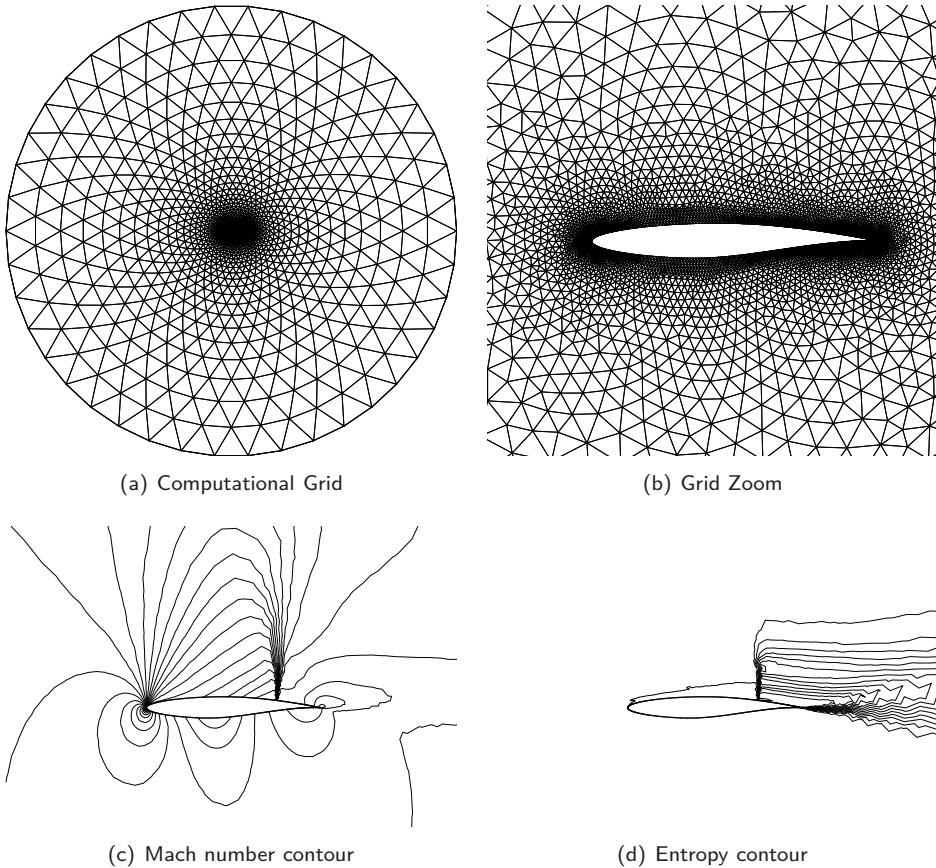 (a) Computational Grid
(b) Grid Zoom
(c) Mach number contour
(d) Entropy contour